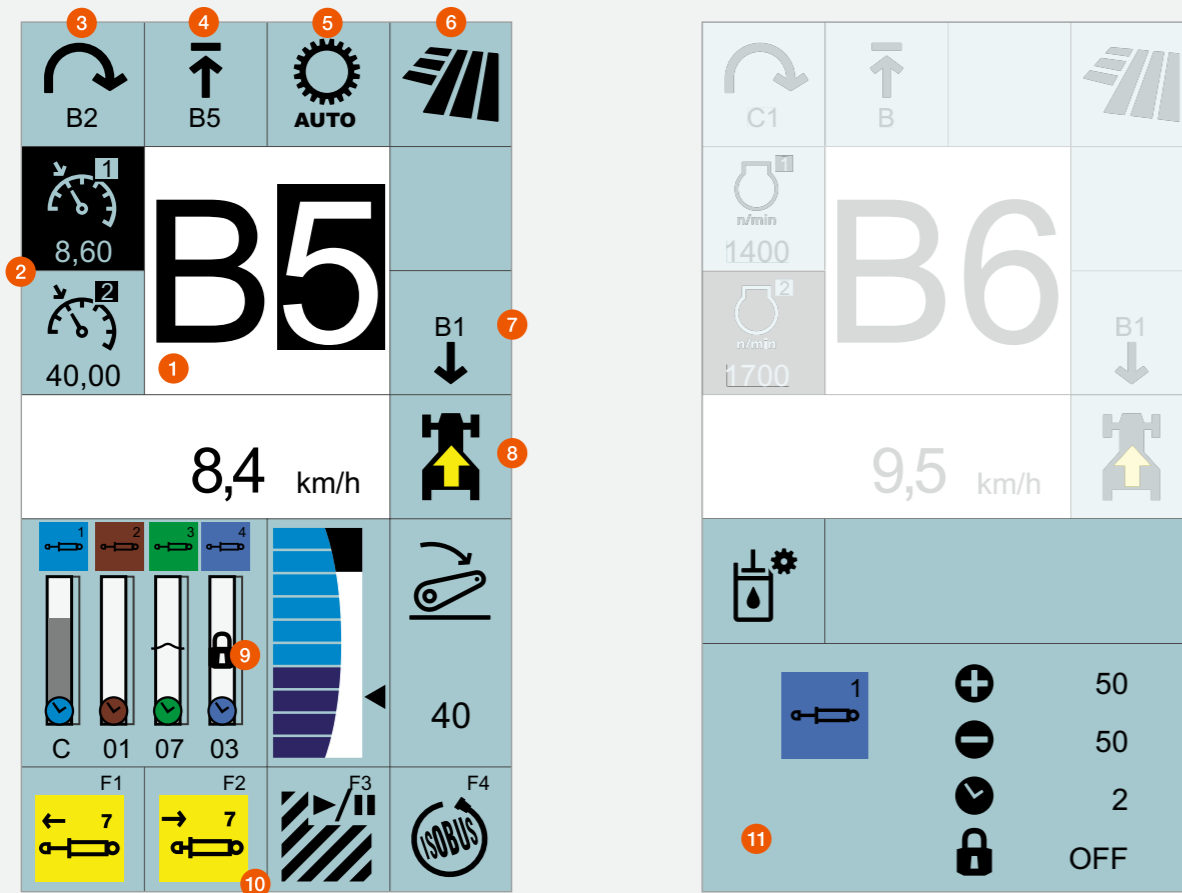 3 4 5 6
B2 B5 AUTO
1
8,60
2
2
40,00
B5
1
B1 7
8,4 km/h 8
1 2 3 4
9
C 01 07 03
40
F1 F2 F3 F4
7 7 ISOBUS
10
C1 B
1
n/min
1400
2
n/min
1700
B6
B1
9,5 km/h
1 50
50
2
11 OFF